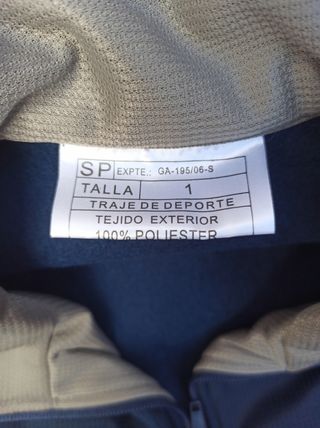 SP EXPTE.: GA-195/06-S
TALLA 1
TRAJE DE DEPORTE
TEJIDO EXTERIOR
100% POLIESTER